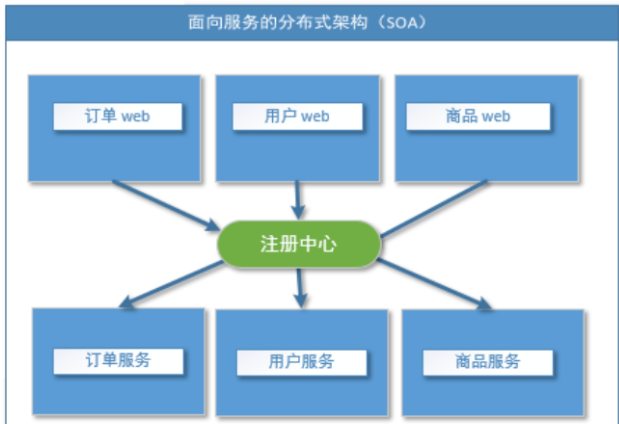 面向服务的分布式架构（SOA）
订单 web
用户 web
商品 web
注册中心
订单服务
用户服务
商品服务